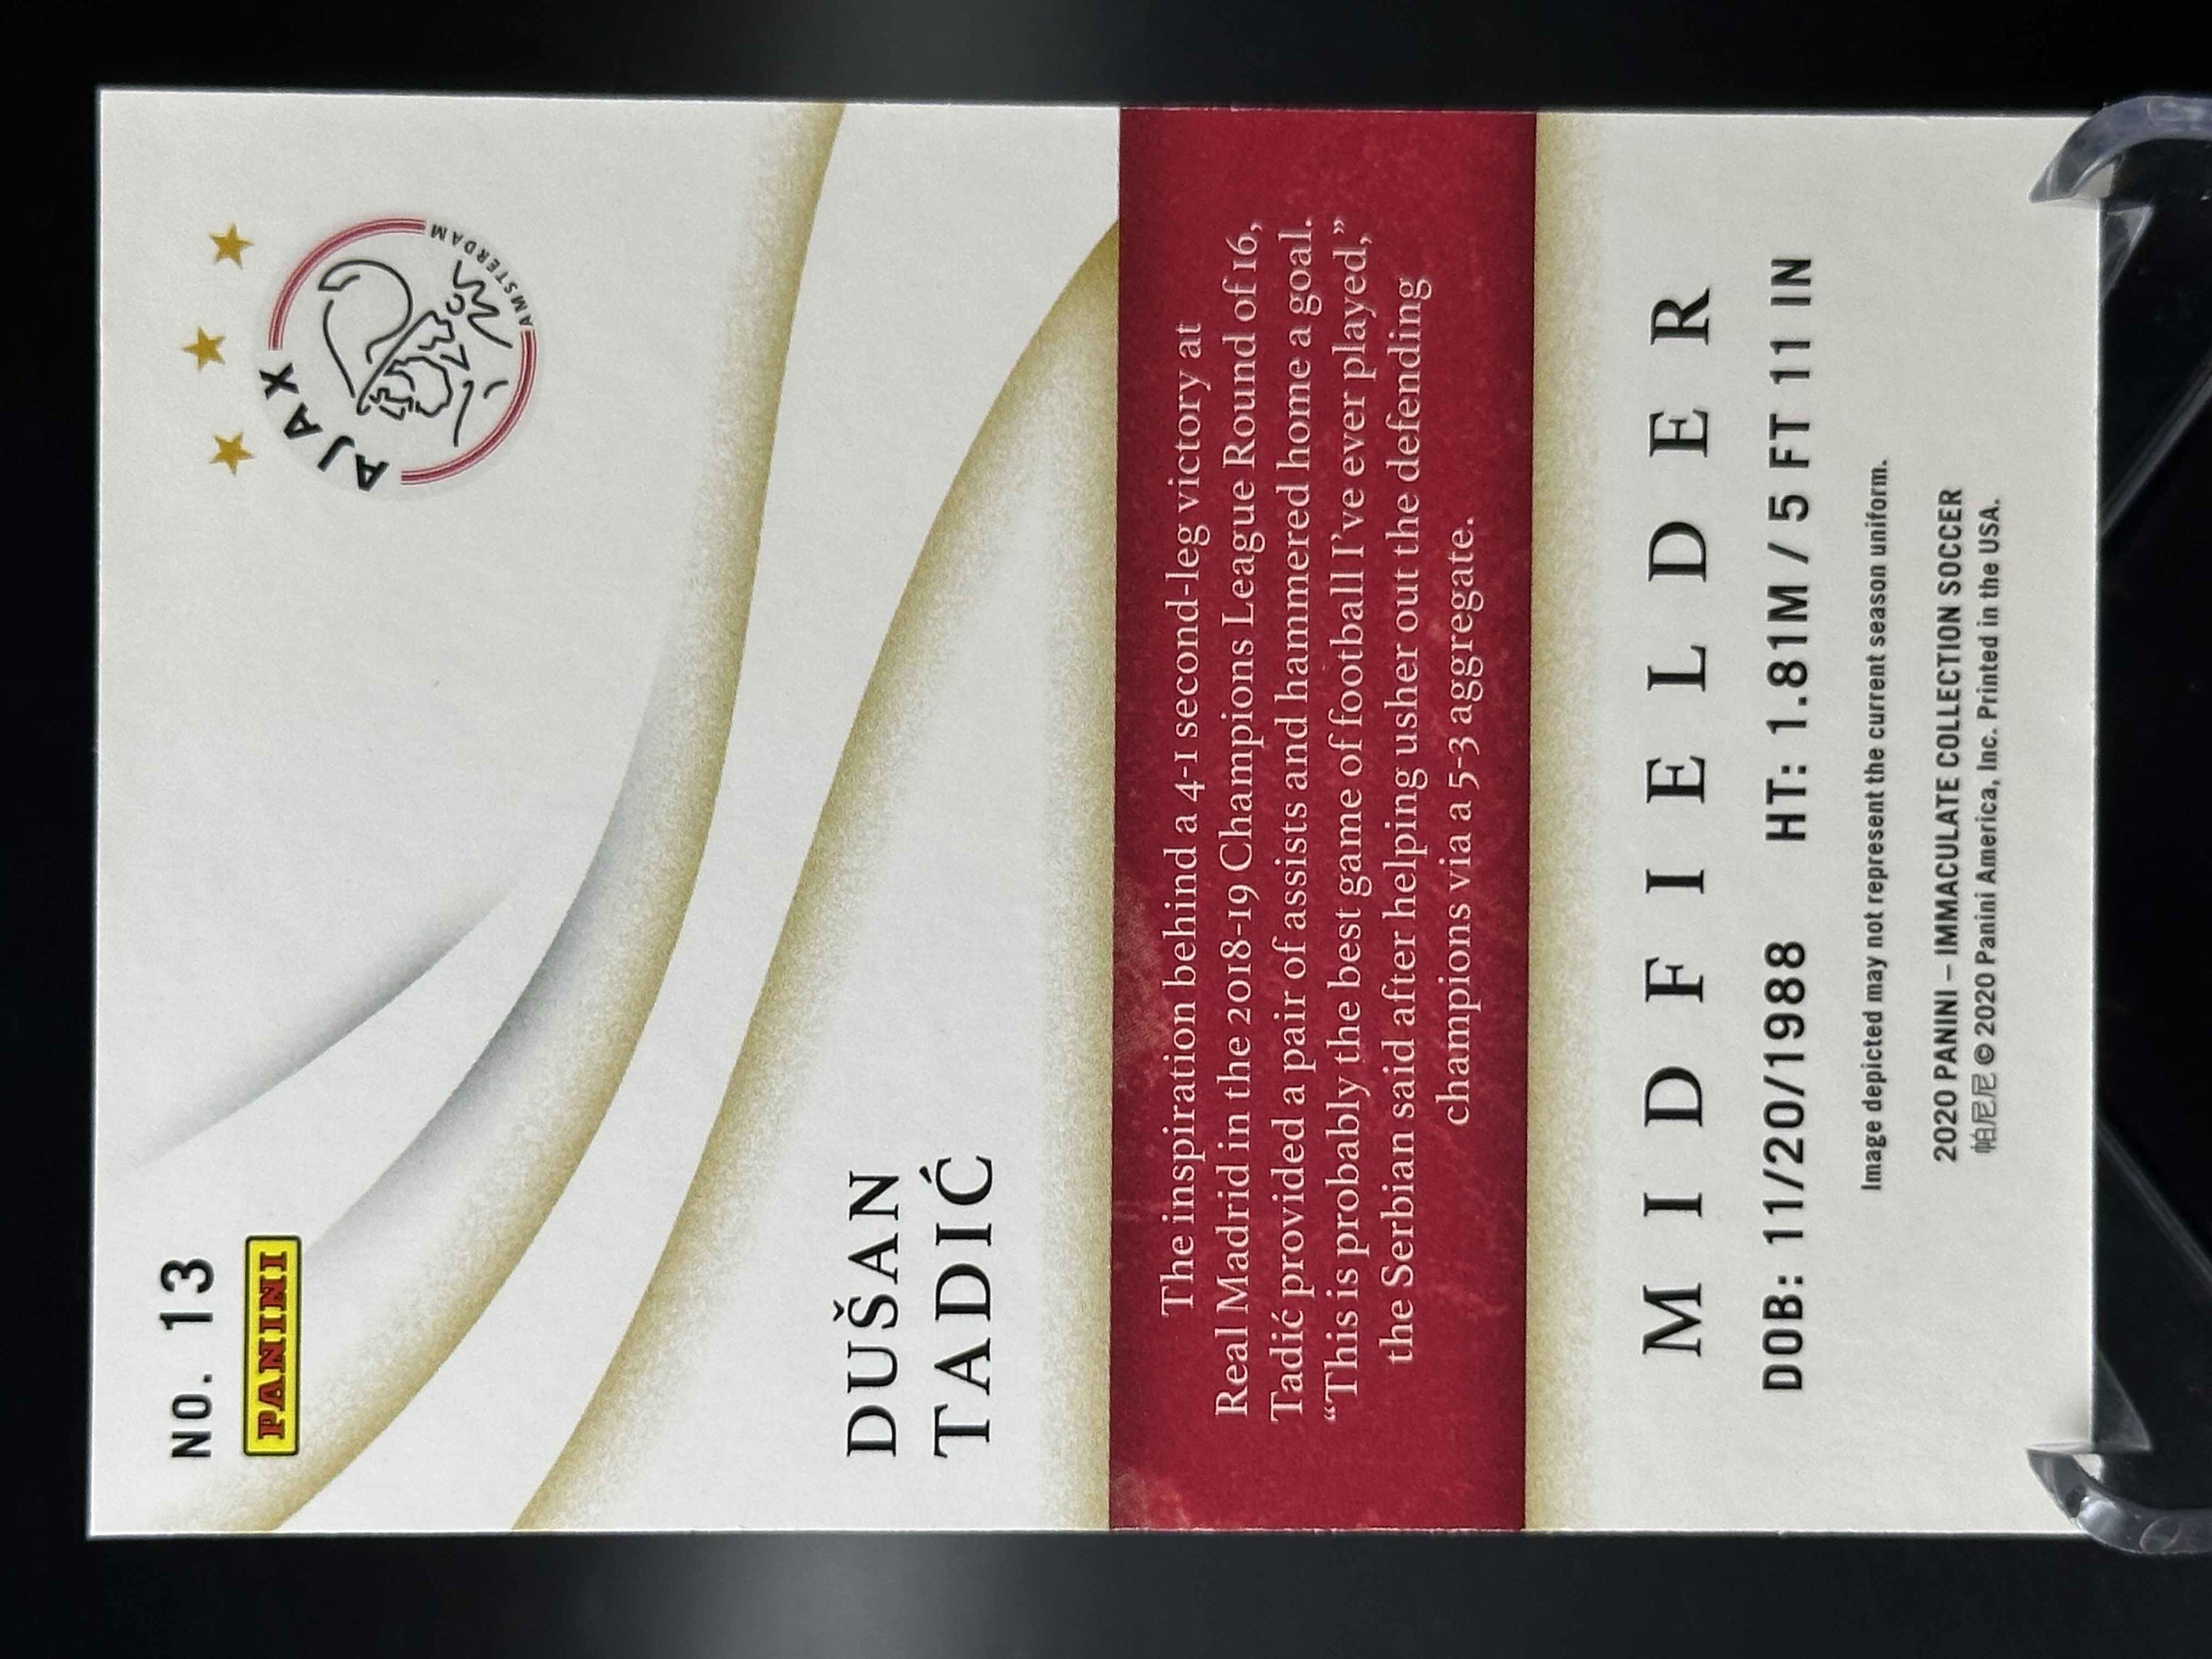 NO. 13
PANINI
AJAX
AMSTERDAM
DUŠAN
TADIĆ
The inspiration behind a 4-1 second-leg victory at
Real Madrid in the 2018-19 Champions League Round of 16,
Tadić provided a pair of assists and hammered home a goal.
“This is probably the best game of football I’ve ever played,”
the Serbian said after helping usher out the defending
champions via a 5-3 aggregate.
MIDFIELDER
DOB: 11/20/1988 HT: 1.81M / 5 FT 11 IN
Image depicted may not represent the current season uniform.
2020 PANINI – IMMACULATE COLLECTION SOCCER
帕尼尼 © 2020 Panini America, Inc. Printed in the USA.